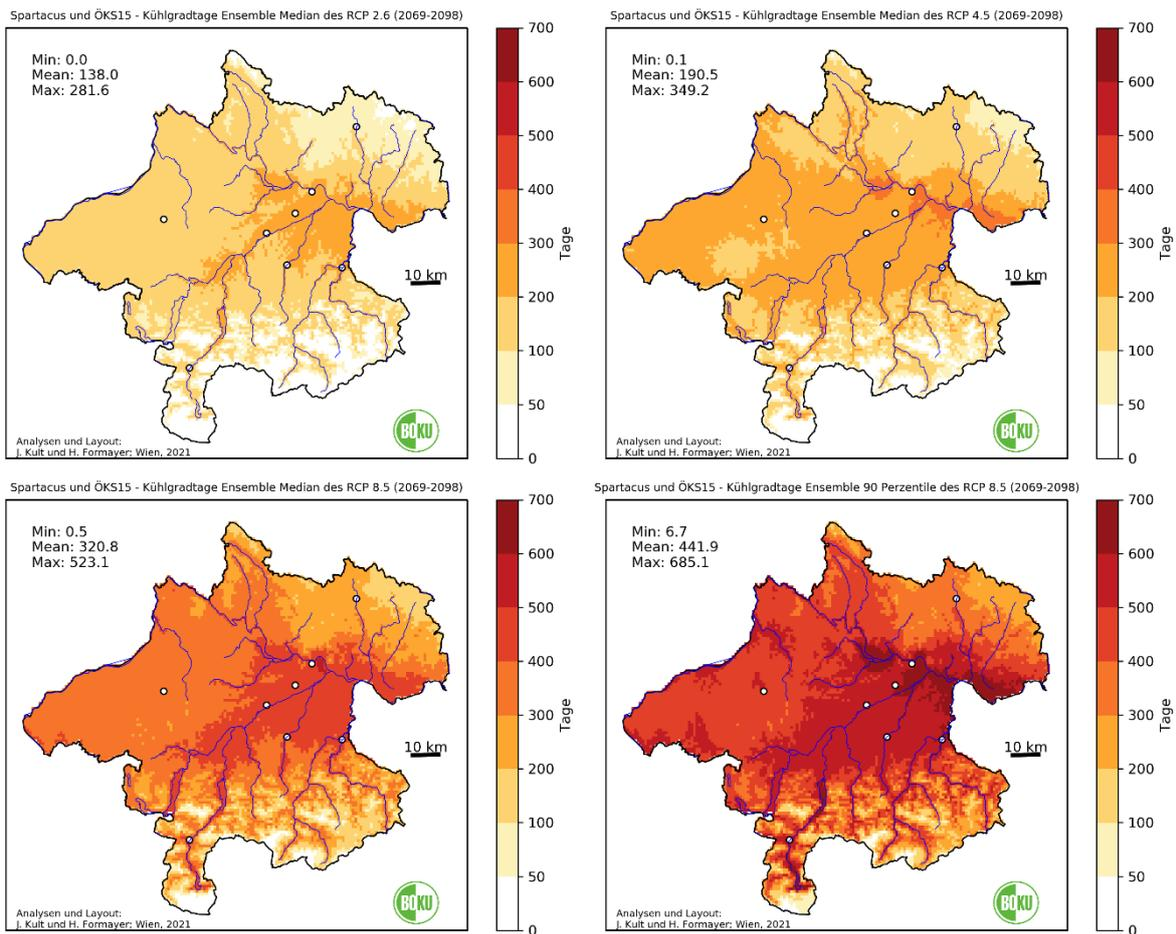 Spartacus und ÖKS15 - Kühlgradtage Ensemble Median des RCP 2.6 (2069-2098)
Min: 0.0
Mean: 138.0
Max: 281.6
10 km
Analysen und Layout:
J. Kult und H. Formayer: Wien, 2021
BOKU
700
600
500
400
300
200
100
50
0
Tage
Spartacus und ÖKS15 - Kühlgradtage Ensemble Median des RCP 4.5 (2069-2098)
Min: 0.1
Mean: 190.5
Max: 349.2
10 km
Analysen und Layout:
J. Kult und H. Formayer: Wien, 2021
BOKU
700
600
500
400
300
200
100
50
0
Tage
Spartacus und ÖKS15 - Kühlgradtage Ensemble Median des RCP 8.5 (2069-2098)
Min: 0.5
Mean: 320.8
Max: 523.1
10 km
Analysen und Layout:
J. Kult und H. Formayer: Wien, 2021
BOKU
700
600
500
400
300
200
100
50
0
Tage
Spartacus und ÖKS15 - Kühlgradtage Ensemble 90 Perzentile des RCP 8.5 (2069-2098)
Min: 6.7
Mean: 441.9
Max: 685.1
10 km
Analysen und Layout:
J. Kult und H. Formayer: Wien, 2021
BOKU
700
600
500
400
300
200
100
50
0
Tage